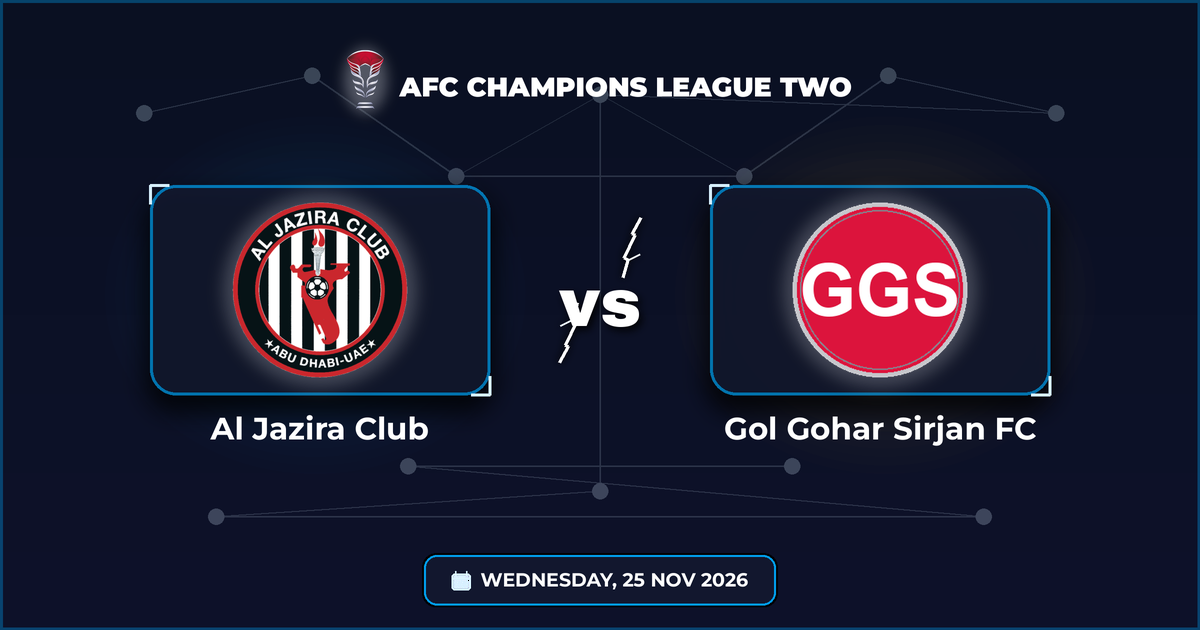 AFC CHAMPIONS LEAGUE TWO
AL JAZIRA CLUB
★ABU DHABI-UAE★
VS
GGS
Al Jazira Club
Gol Gohar Sirjan FC
WEDNESDAY, 25 NOV 2026